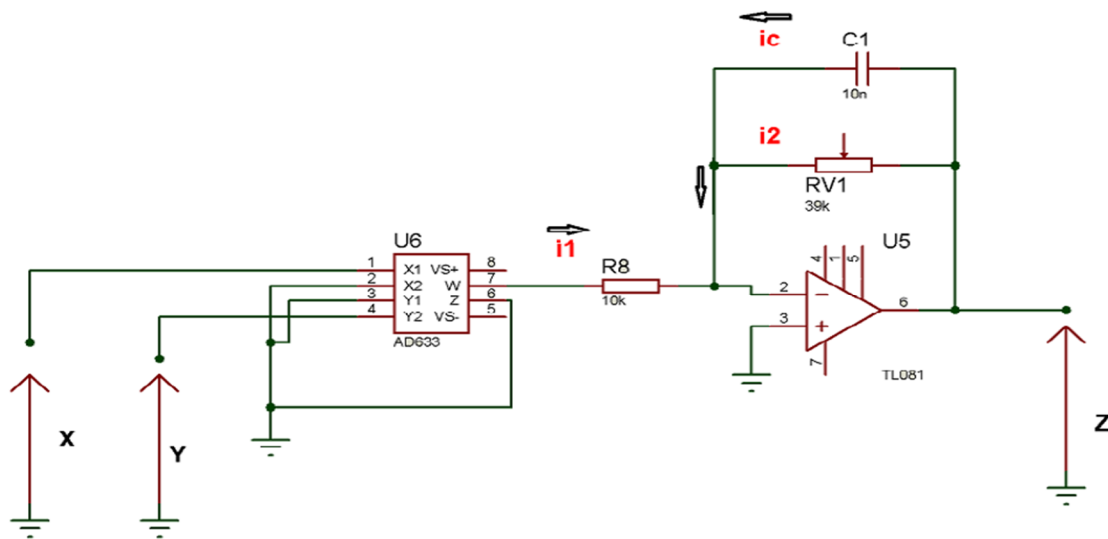 ic
C1
10n
i2
RV1
39k
U6
i1
1 X1 VS+ 8
2 X2 W 7
3 Y1 Z 6
4 Y2 VS- 5
AD633
R8
10k
U5
4 1 5
2 −
3 +
6
7
TL081
X
Y
Z